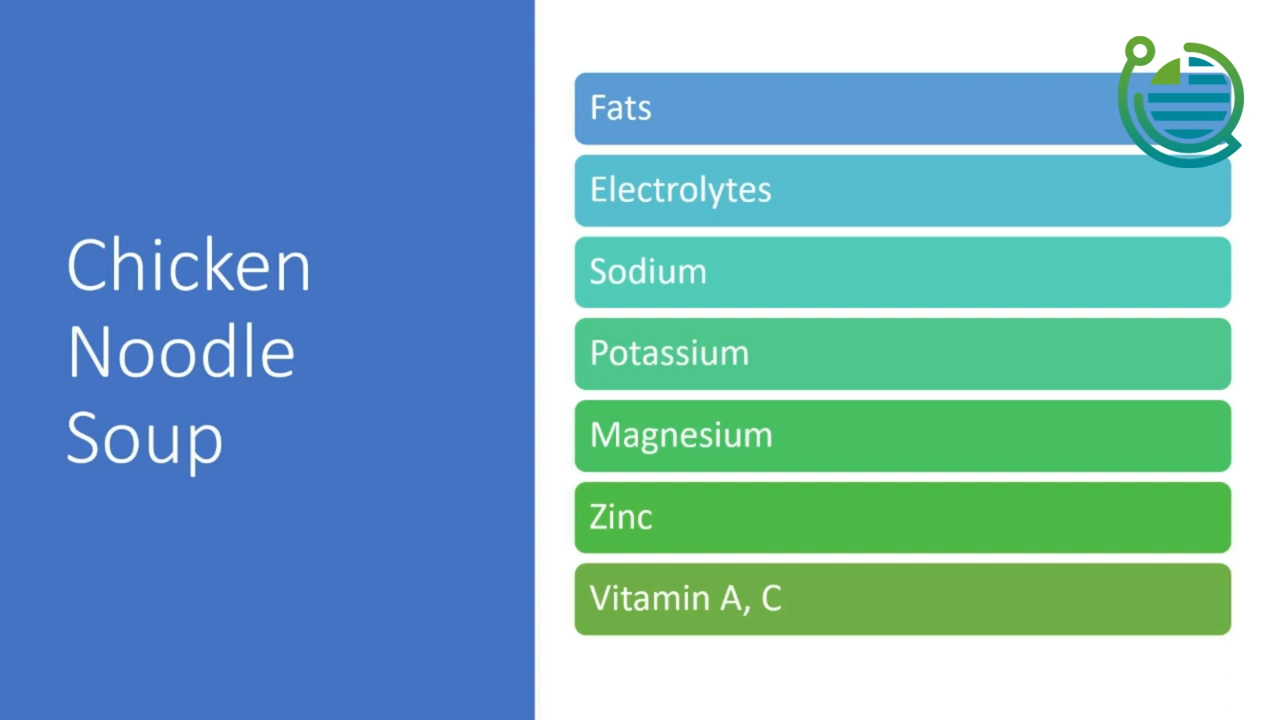 Chicken
Noodle
Soup
Fats
Electrolytes
Sodium
Potassium
Magnesium
Zinc
Vitamin A, C